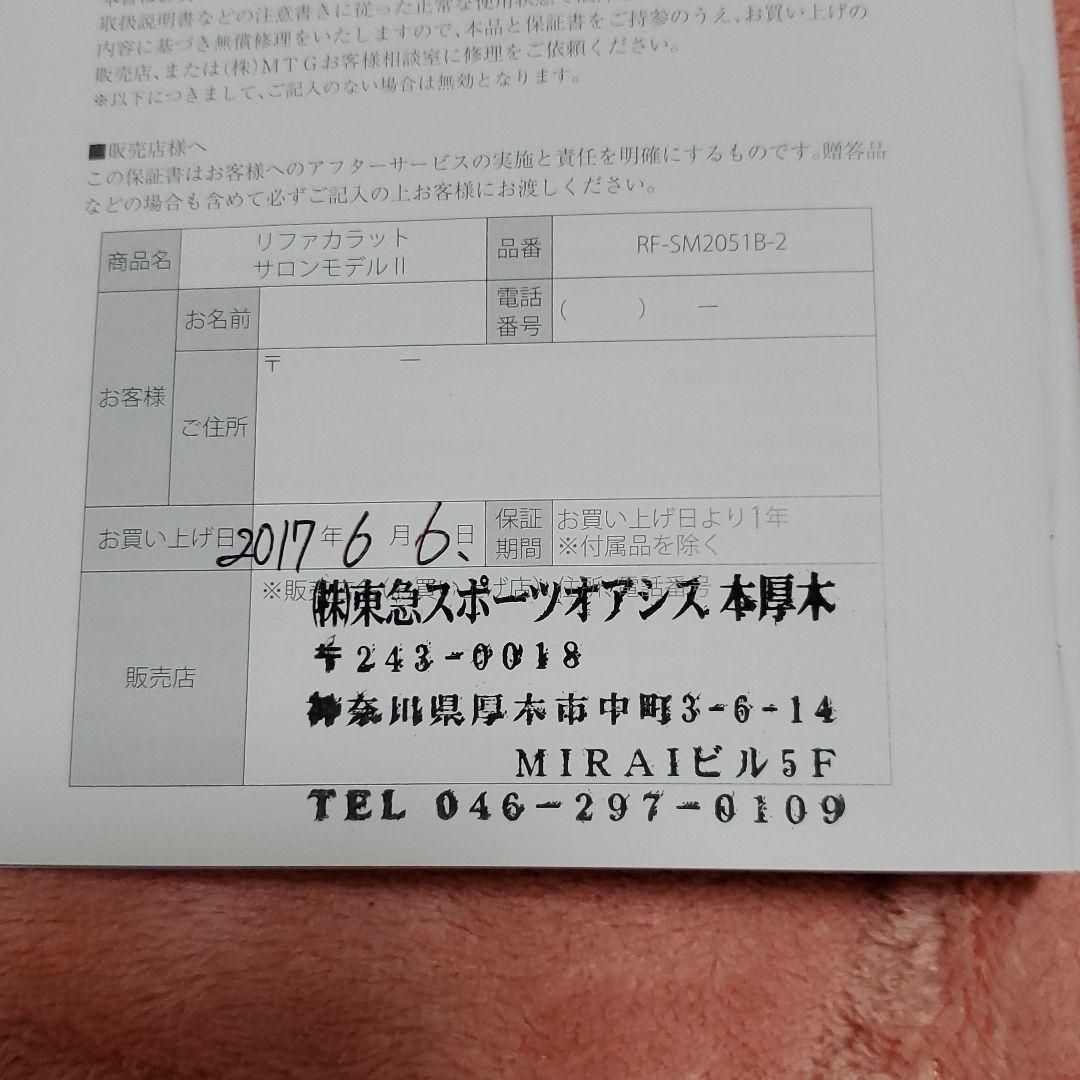 取扱説明書などの注意書きに従った正常な使用状態で
内容に基づき無償修理をいたしますので、本品と保証書をご持参のうえ、お買い上げの
販売店、または(株)MTGお客様相談室に修理をご依頼ください。
※以下につきまして、ご記入のない場合は無効となります。
■販売店様へ
この保証書はお客様へのアフターサービスの実施と責任を明確にするものです。贈答品
などの場合も含めて必ずご記入の上お客様にお渡しください。
商品名 リファカラット サロンモデルⅡ 品番 RF-SM2051B-2
お客様 お名前 電話番号 ( ) ー
ご住所 〒 ー
お買い上げ日 2017年6月6日、 保証期間 お買い上げ日より1年
※付属品を除く
販売店 ※販売店 お買い上げ店 住所 電話番号
(株)東急スポーツオアシス 本厚木
〒243-0018
神奈川県厚木市中町3-6-14
MIRAIビル5F
TEL 046-297-0109